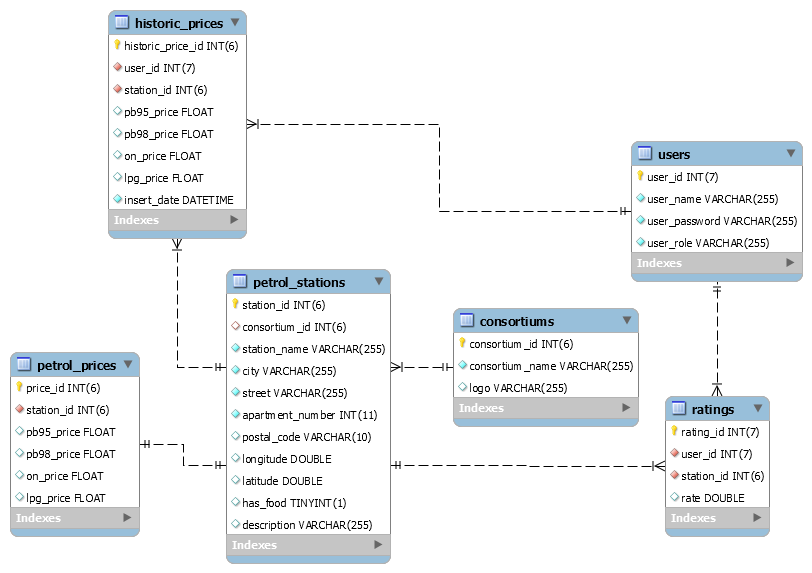 historic_prices
historic_price_id INT(6)
user_id INT(7)
station_id INT(6)
pb95_price FLOAT
pb98_price FLOAT
on_price FLOAT
lpg_price FLOAT
insert_date DATETIME
Indexes
users
user_id INT(7)
user_name VARCHAR(255)
user_password VARCHAR(255)
user_role VARCHAR(255)
Indexes
petrol_stations
station_id INT(6)
consortium_id INT(6)
station_name VARCHAR(255)
city VARCHAR(255)
street VARCHAR(255)
apartment_number INT(11)
postal_code VARCHAR(10)
longitude DOUBLE
latitude DOUBLE
has_food TINYINT(1)
description VARCHAR(255)
Indexes
consortiums
consortium_id INT(6)
consortium_name VARCHAR(255)
logo VARCHAR(255)
Indexes
petrol_prices
price_id INT(6)
station_id INT(6)
pb95_price FLOAT
pb98_price FLOAT
on_price FLOAT
lpg_price FLOAT
Indexes
ratings
rating_id INT(7)
user_id INT(7)
station_id INT(6)
rate DOUBLE
Indexes